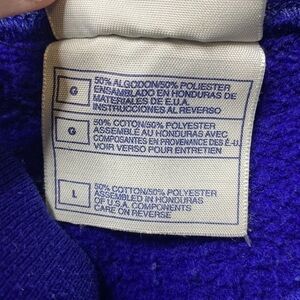 G
50% ALGODON/50% POLIESTER
ENSAMBLADO EN HONDURAS DE
MATERIALES DE E.U.A.
INSTRUCCIONES AL REVERSO
G
50% COTON/50% POLYESTER
ASSEMBLÉ AU HONDURAS AVEC
COMPOSANTES EN PROVENANCE DES É.-U.
VOIR VERSO POUR ENTRETIEN
L
50% COTTON/50% POLYESTER
ASSEMBLED IN HONDURAS
OF U.S.A. COMPONENTS
CARE ON REVERSE